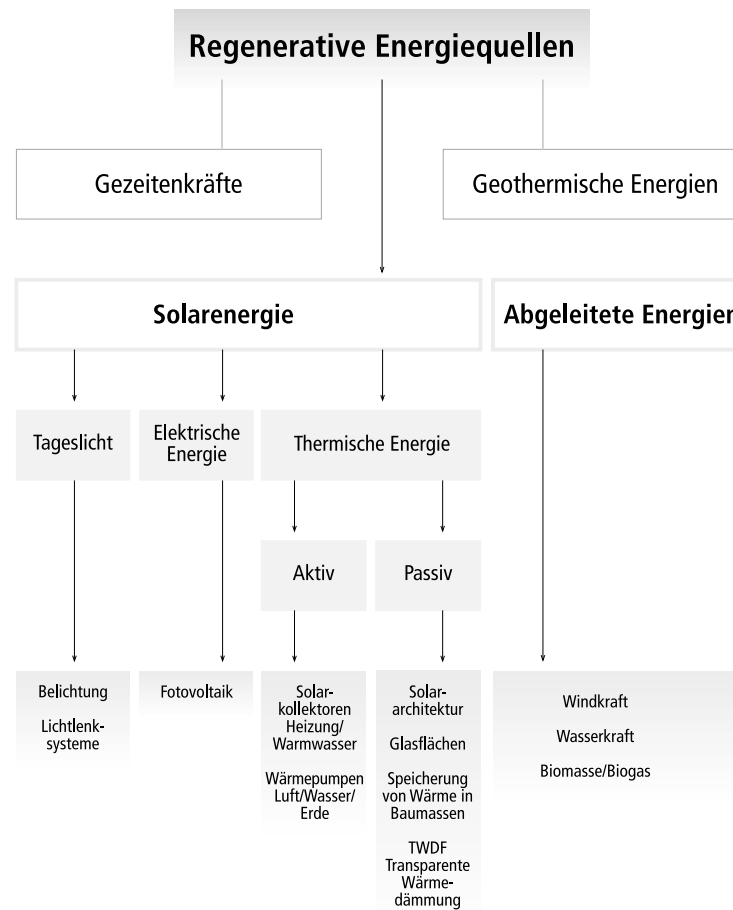 Regenerative Energiequellen
Gezeitenkräfte
Geothermische Energien
Solarenergie
Abgeleitete Energien
Tageslicht
Elektrische
Energie
Thermische Energie
Aktiv
Passiv
Belichtung
Lichtlenk-
systeme
Fotovoltaik
Solar-
kollektoren
Heizung/
Warmwasser
Wärmepumpen
Luft/Wasser/
Erde
Solar-
architektur
Glasflächen
Speicherung
von Wärme in
Baumassen
TWDF
Transparente
Wärme-
dämmung
Windkraft
Wasserkraft
Biomasse/Biogas